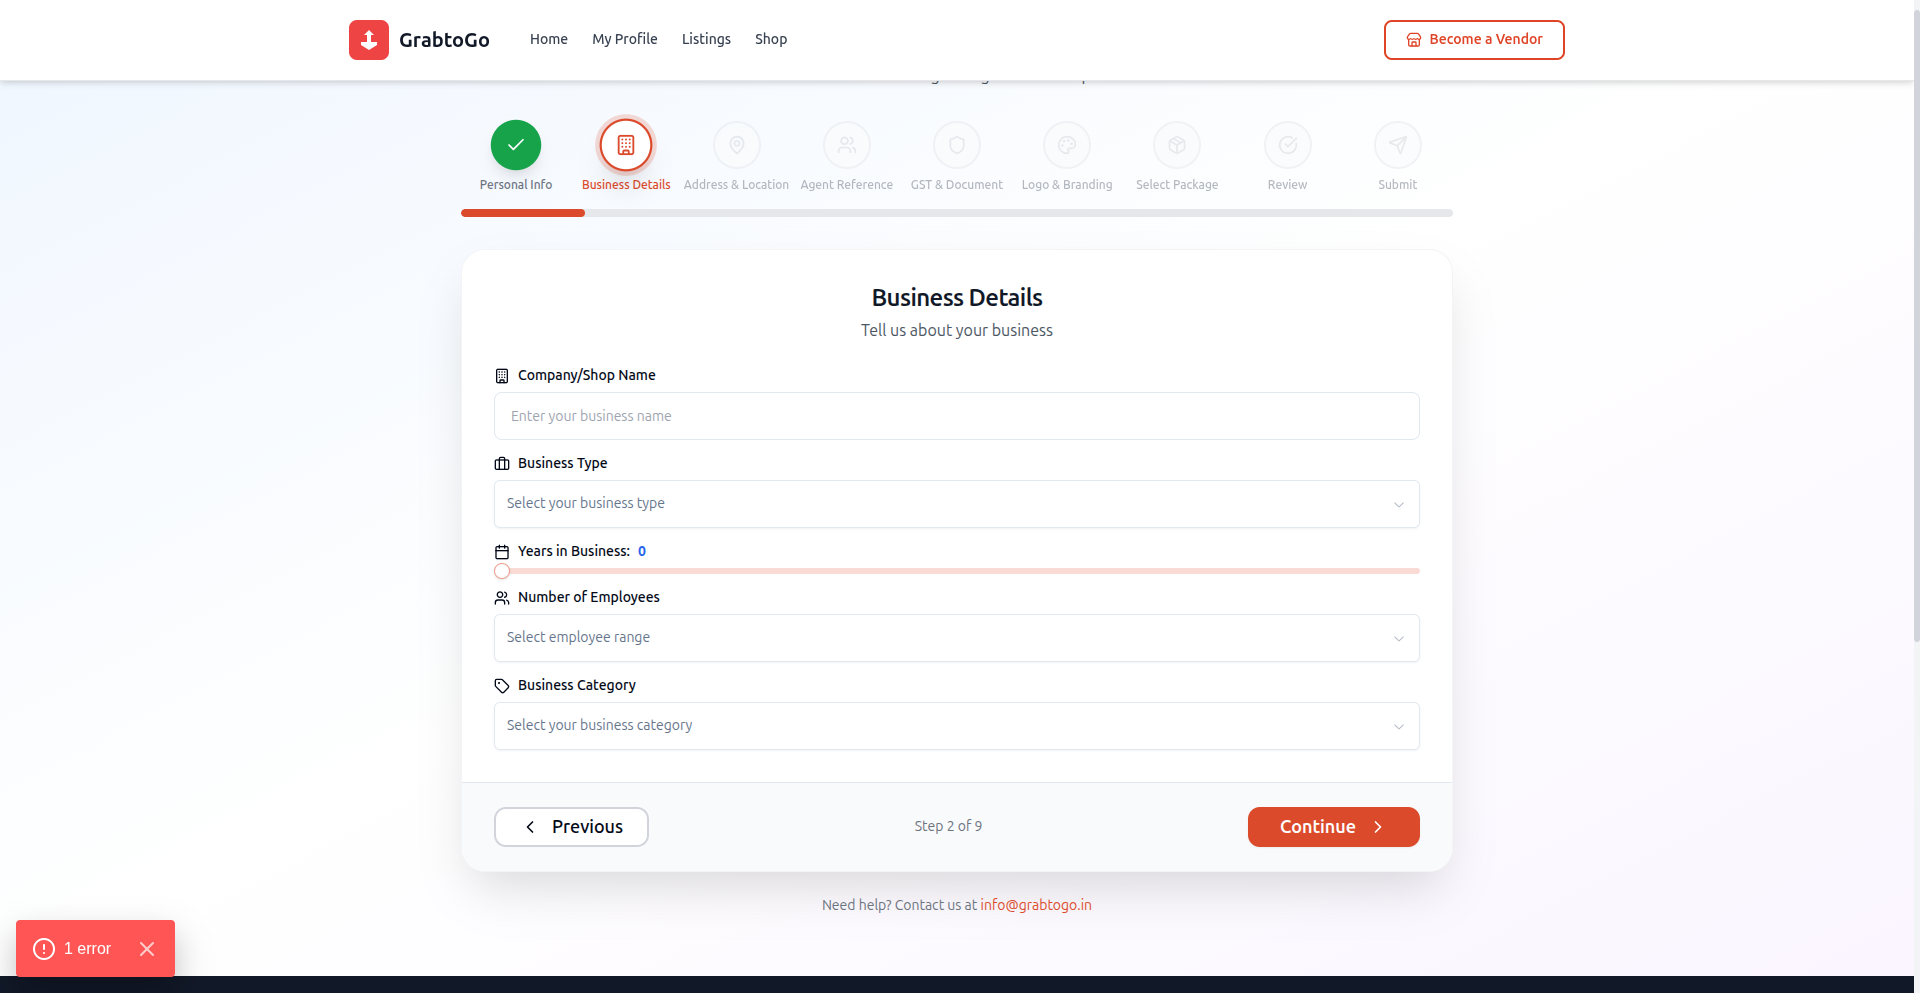 GrabtoGo
Home
My Profile
Listings
Shop
Become a Vendor
Personal Info
Business Details
Address & Location
Agent Reference
GST & Document
Logo & Branding
Select Package
Review
Submit
Business Details
Tell us about your business
Company/Shop Name
Enter your business name
Business Type
Select your business type
Years in Business: 0
Number of Employees
Select employee range
Business Category
Select your business category
Previous
Step 2 of 9
Continue
Need help? Contact us at info@grabtogo.in
1 error